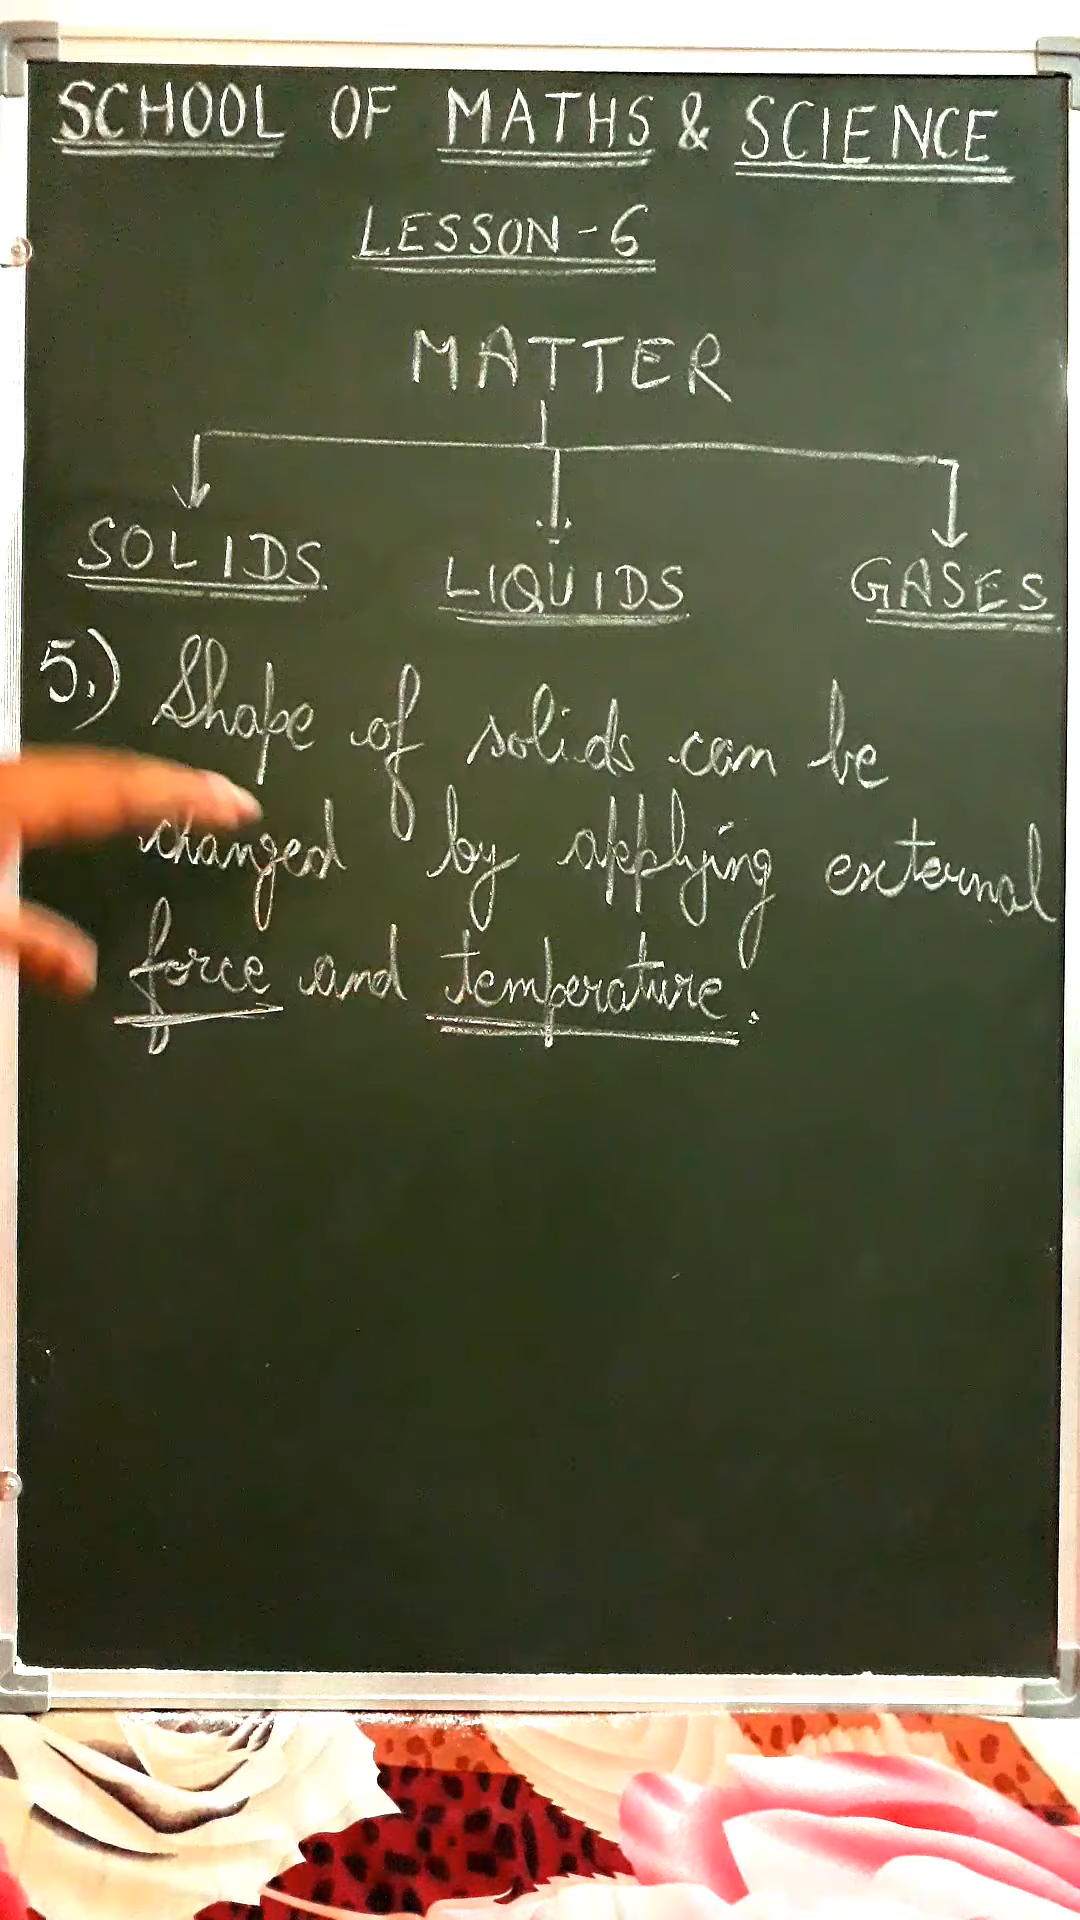 SCHOOL OF MATHS & SCIENCE
LESSON-6
MATTER
SOLIDS LIQUIDS GASES
5.) Shape of solids can be
changed by applying external
force and temperature.